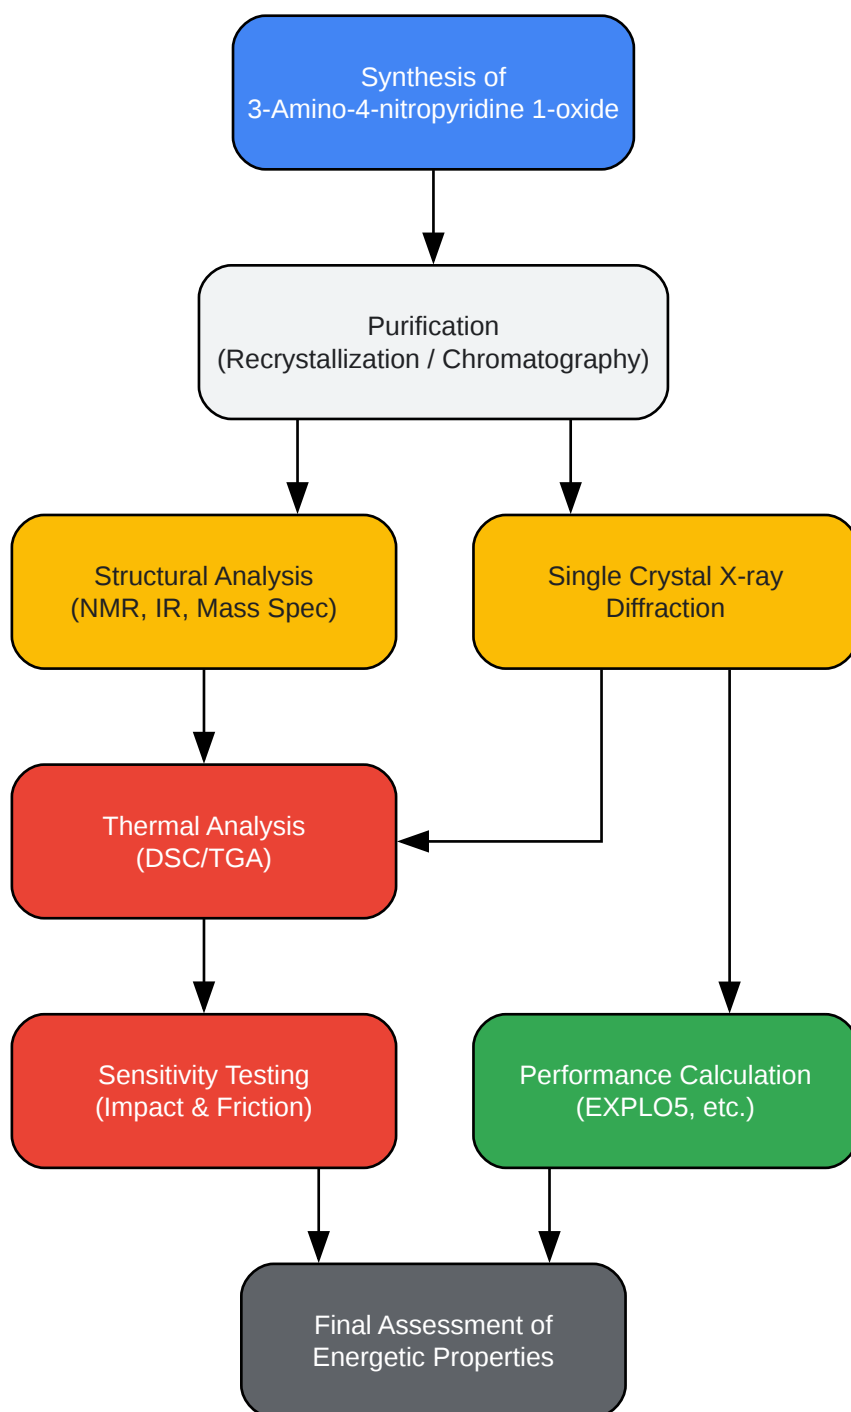 Synthesis of
3-Amino-4-nitropyridine 1-oxide
Purification
(Recrystallization / Chromatography)
Structural Analysis
(NMR, IR, Mass Spec)
Single Crystal X-ray
Diffraction
Thermal Analysis
(DSC/TGA)
Sensitivity Testing
(Impact & Friction)
Performance Calculation
(EXPLO5, etc.)
Final Assessment of
Energetic Properties